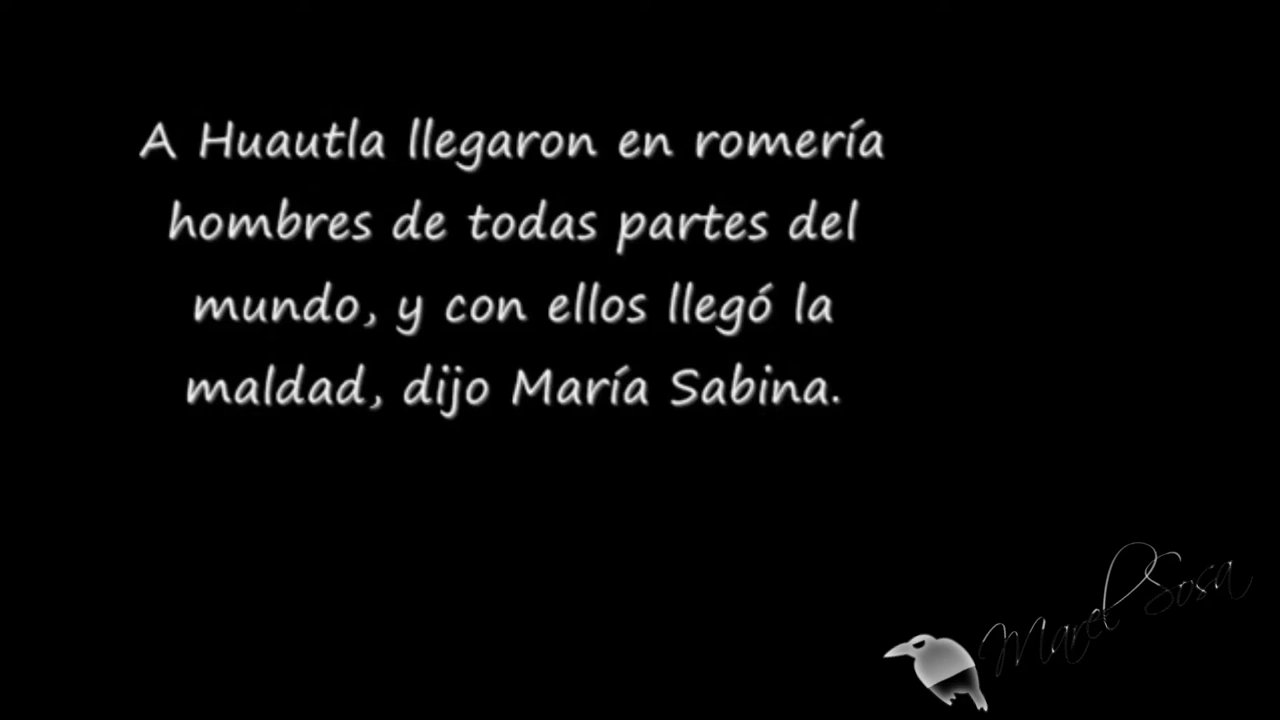 A Huautla llegaron en romería
hombres de todas partes del
mundo, y con ellos llegó la
maldad, dijo María Sabina.
Marel Sosa